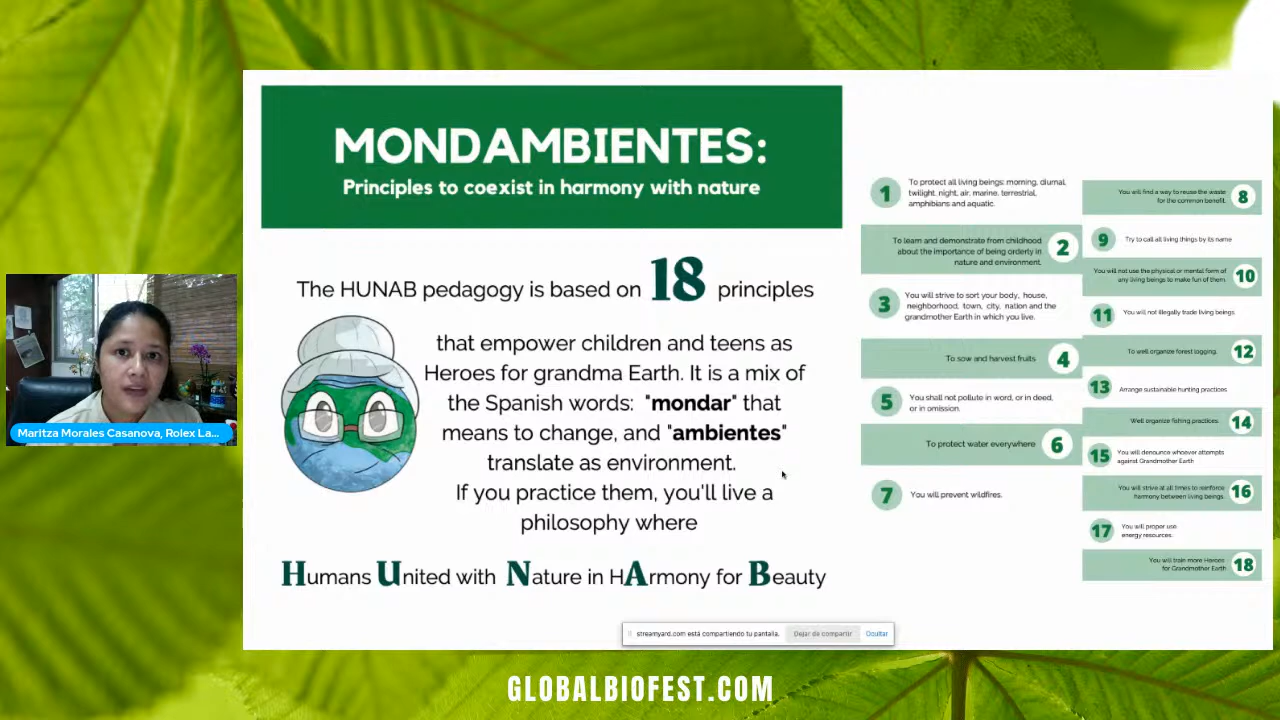 MONDAMBIENTES:
Principles to coexist in harmony with nature
The HUNAB pedagogy is based on 18 principles
that empower children and teens as
Heroes for grandma Earth. It is a mix of
the Spanish words: "mondar" that
means to change, and "ambientes"
translate as environment.
If you practice them, you'll live a
philosophy where
Humans United with Nature in HArmony for Beauty
1
To protect all living beings: morning, diurnal,
twilight, night, air, marine, terrestrial,
amphibians and aquatic.
To learn and demonstrate from childhood
about the importance of being orderly in
nature and environment.
2
3
You will strive to sort your body, house,
neighborhood, town, city, nation and the
grandmother Earth in which you live.
To sow and harvest fruits
4
5
You shall not pollute in word, or in deed,
or in omission.
To protect water everywhere
6
7
You will prevent wildfires.
You will find a way to reuse the waste
for the common benefit.
8
9
Try to call all living things by its name
You will not use the physical or mental form of
any living beings to make fun of them
10
11
You will not illegally trade living beings
To well organize forest logging.
12
13
Arrange sustainable hunting practices
Well organize fishing practices.
14
15
You will denounce whoever attempts
against Grandmother Earth
You will strive at all times to reinforce
harmony between living beings.
16
17
You will proper use
energy resources.
You will train more Heroes
for Grandmother Earth
18
Maritza Morales Casanova, Rolex La...
streamyard.com está compartiendo tu pantalla.
Dejar de compartir
Ocultar
GLOBALBIOFEST.COM